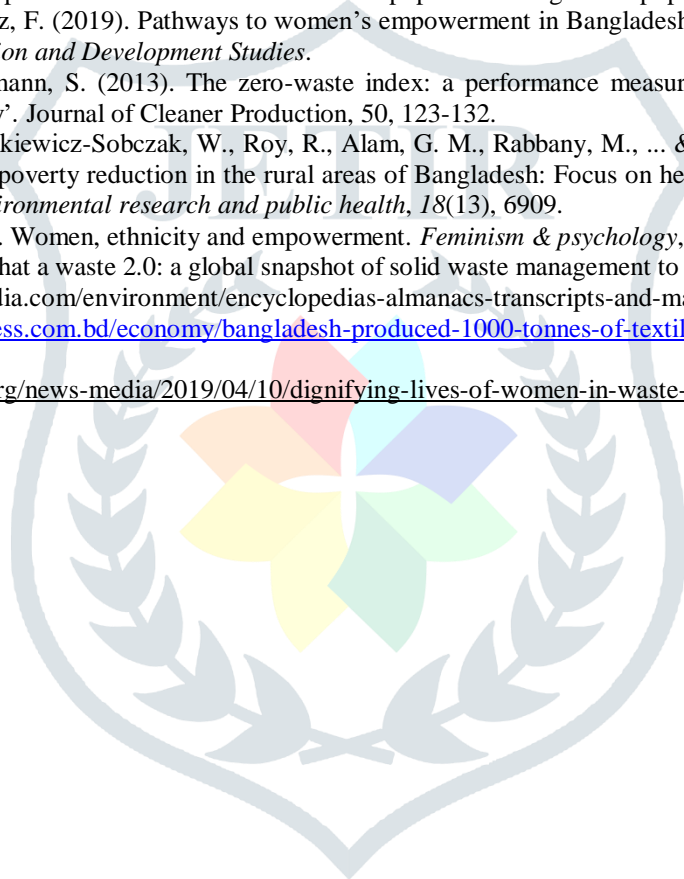 z, F. (2019). Pathways to women’s empowerment in Bangladesh
ion and Development Studies.
mann, S. (2013). The zero-waste index: a performance measur
y’. Journal of Cleaner Production, 50, 123-132.
kiewicz-Sobczak, W., Roy, R., Alam, G. M., Rabbany, M., ... &
poverty reduction in the rural areas of Bangladesh: Focus on he
vironmental research and public health, 18(13), 6909.
. Women, ethnicity and empowerment. Feminism & psychology,
hat a waste 2.0: a global snapshot of solid waste management to
dia.com/environment/encyclopedias-almanacs-transcripts-and-ma
ess.com.bd/economy/bangladesh-produced-1000-tonnes-of-textil
rg/news-media/2019/04/10/dignifying-lives-of-women-in-waste-
JETIR